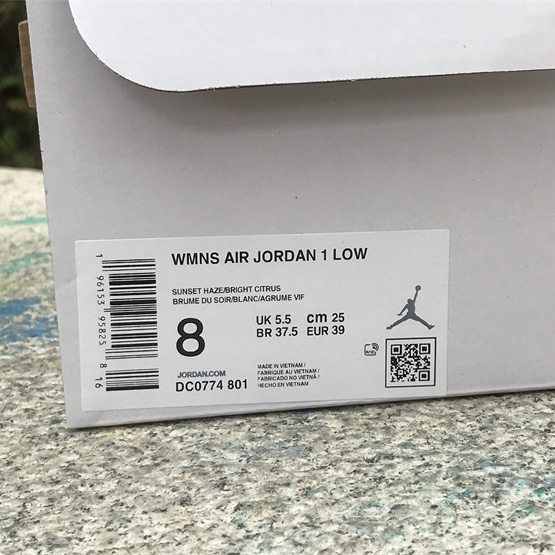 WMNS AIR JORDAN 1 LOW
SUNSET HAZE/BRIGHT CITRUS
BRUME DU SOIR/BLANC/AGRUME VIF
8
UK 5.5 cm 25
BR 37.5 EUR 39
JORDAN.COM
DC0774 801
MADE IN VIETNAM /
FABRIQUE AU VIETNAM /
FABRICADO NO VIETNÃ /
HECHO EN VIETNAM
1 96153 95825 8 16